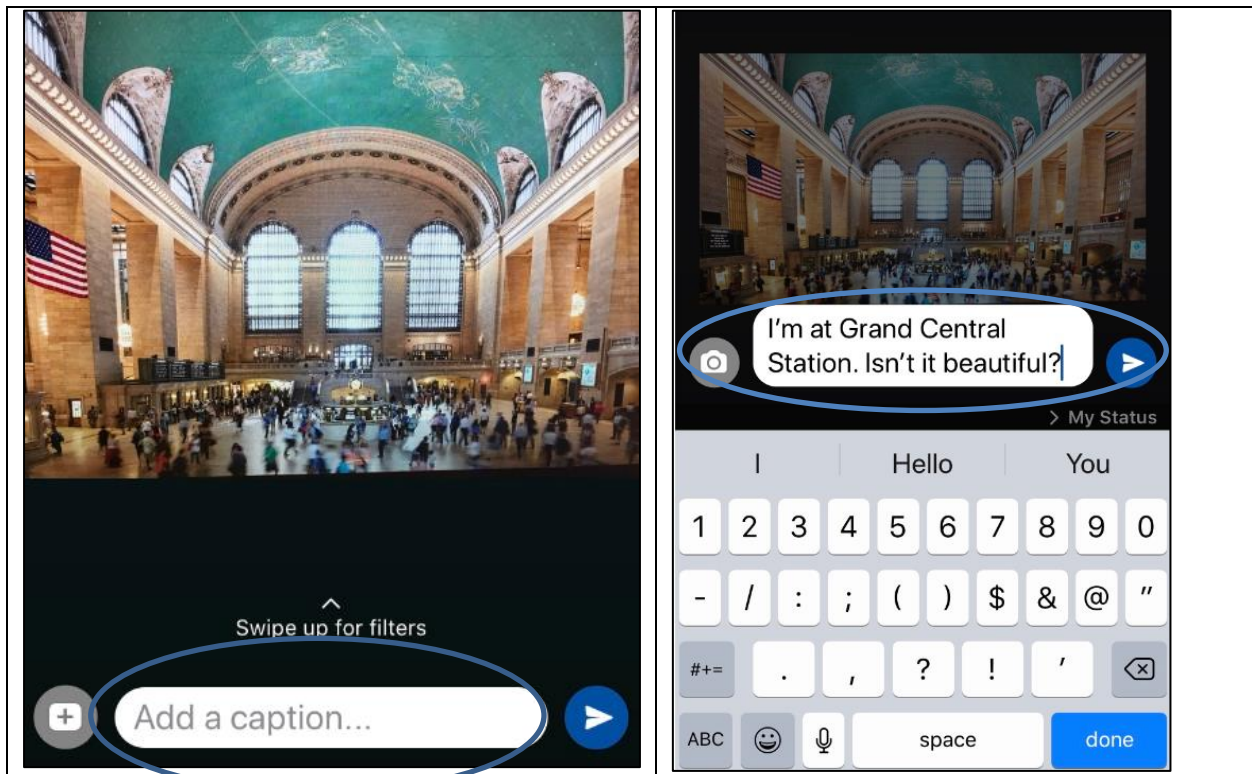 Swipe up for filters
Add a caption...
I'm at Grand Central
Station. Isn't it beautiful?
> My Status
I Hello You
1 2 3 4 5 6 7 8 9 0
- / : ; ( ) $ & @ "
#+= . , ? ! '
ABC space done